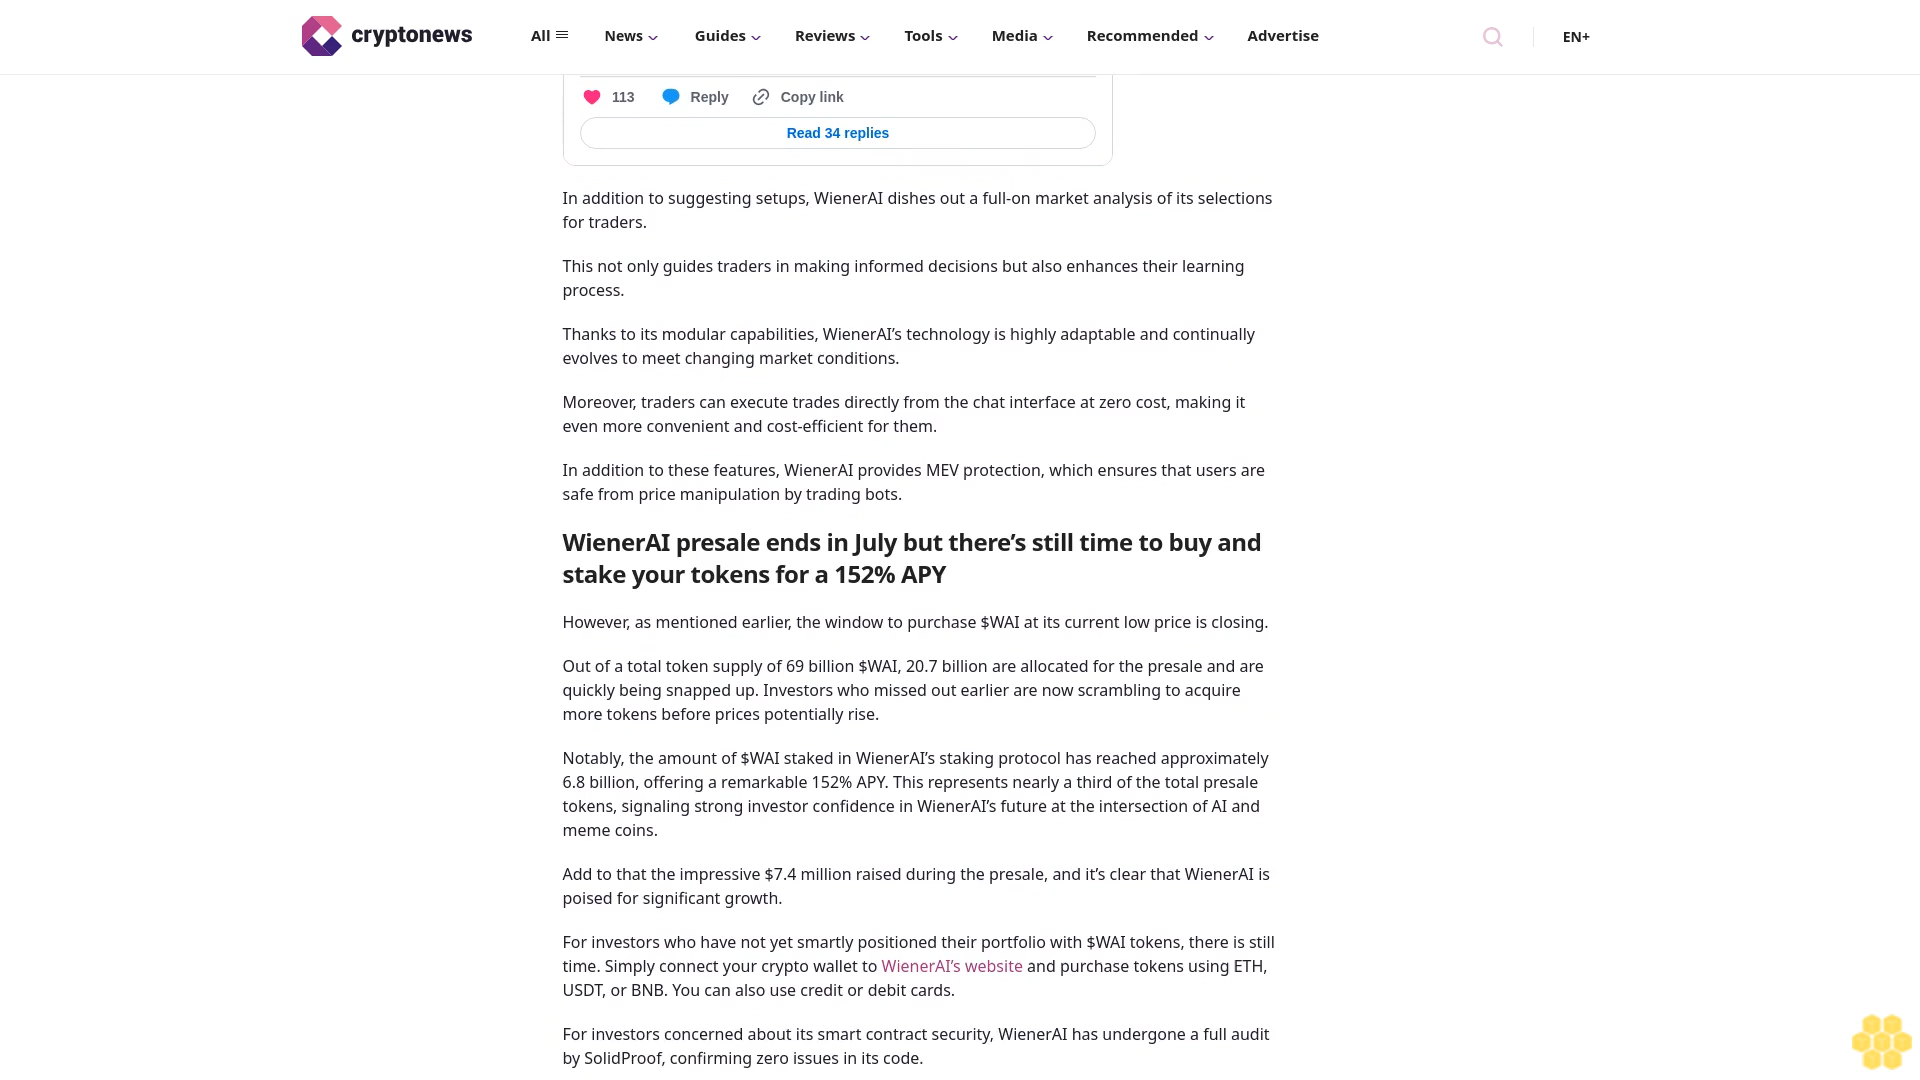 cryptonews
All
News
Guides
Reviews
Tools
Media
Recommended
Advertise
EN+
113
Reply
Copy link
Read 34 replies
In addition to suggesting setups, WienerAI dishes out a full-on market analysis of its selections
for traders.
This not only guides traders in making informed decisions but also enhances their learning
process.
Thanks to its modular capabilities, WienerAI’s technology is highly adaptable and continually
evolves to meet changing market conditions.
Moreover, traders can execute trades directly from the chat interface at zero cost, making it
even more convenient and cost-efficient for them.
In addition to these features, WienerAI provides MEV protection, which ensures that users are
safe from price manipulation by trading bots.
WienerAI presale ends in July but there’s still time to buy and
stake your tokens for a 152% APY
However, as mentioned earlier, the window to purchase $WAI at its current low price is closing.
Out of a total token supply of 69 billion $WAI, 20.7 billion are allocated for the presale and are
quickly being snapped up. Investors who missed out earlier are now scrambling to acquire
more tokens before prices potentially rise.
Notably, the amount of $WAI staked in WienerAI’s staking protocol has reached approximately
6.8 billion, offering a remarkable 152% APY. This represents nearly a third of the total presale
tokens, signaling strong investor confidence in WienerAI’s future at the intersection of AI and
meme coins.
Add to that the impressive $7.4 million raised during the presale, and it’s clear that WienerAI is
poised for significant growth.
For investors who have not yet smartly positioned their portfolio with $WAI tokens, there is still
time. Simply connect your crypto wallet to WienerAI’s website and purchase tokens using ETH,
USDT, or BNB. You can also use credit or debit cards.
For investors concerned about its smart contract security, WienerAI has undergone a full audit
by SolidProof, confirming zero issues in its code.